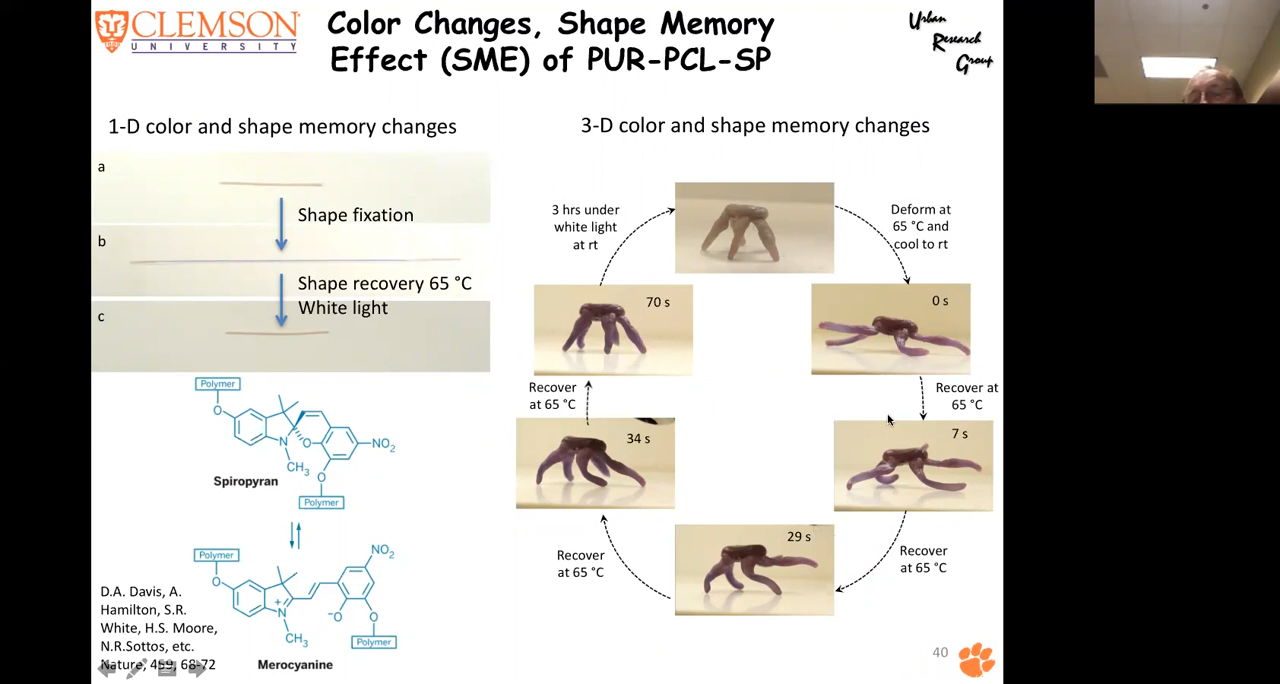 CLEMSON
UNIVERSITY
Color Changes, Shape Memory
Effect (SME) of PUR-PCL-SP
Urban
Research
Group
1-D color and shape memory changes
a
Shape fixation
b
Shape recovery 65 °C
White light
c
Polymer
O
N
O
NO2
CH3
O
Spiropyran
Polymer
Polymer
NO2
O
+
N
-O
O
CH3
Polymer
Merocyanine
D.A. Davis, A.
Hamilton, S.R.
White, H.S. Moore,
N.R.Sottos, etc.
Nature, 459, 68-72
3-D color and shape memory changes
3 hrs under
white light
at rt
Deform at
65 °C and
cool to rt
70 s
0 s
Recover
at 65 °C
Recover at
65 °C
34 s
7 s
29 s
Recover
at 65 °C
Recover
at 65 °C
40